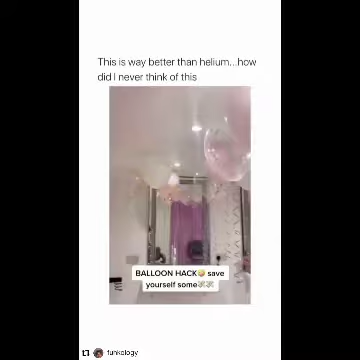 This is way better than helium...how
did I never think of this
BALLOON HACK🤪 save
yourself some💸💸
funkology